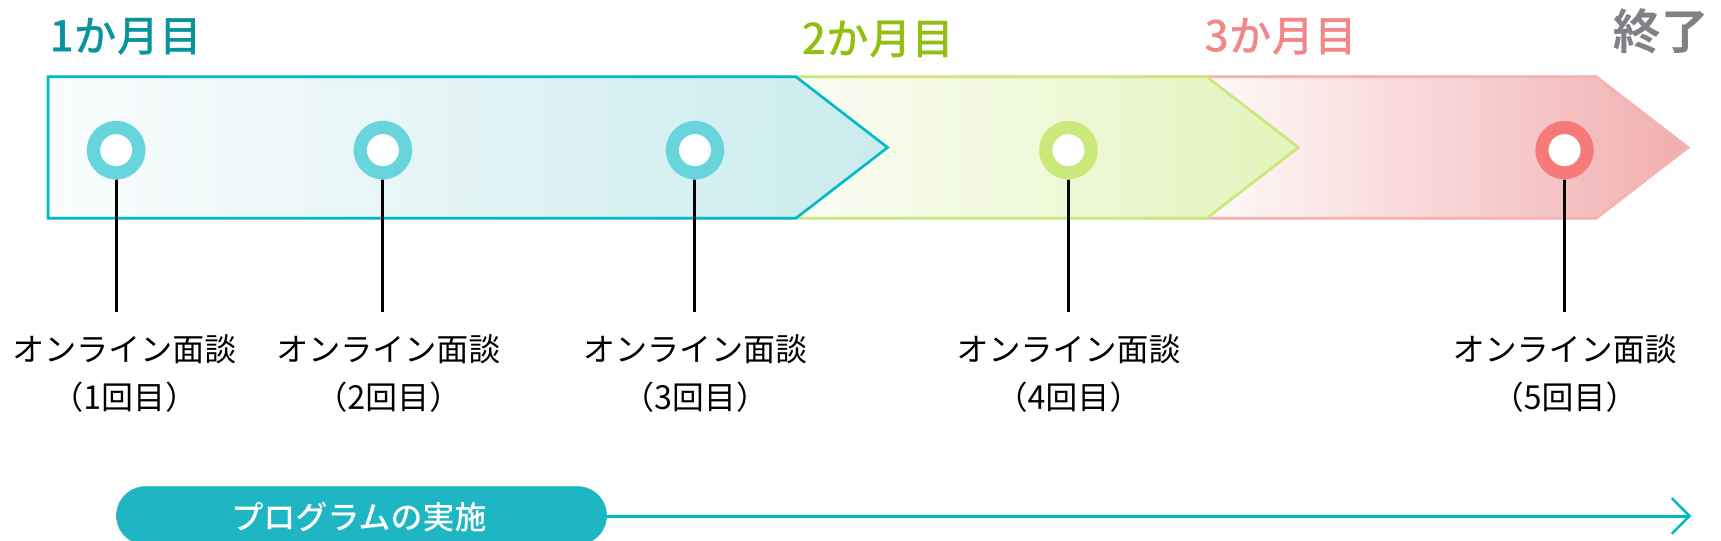 1か月目
2か月目
3か月目
終了
オンライン面談
（1回目）
オンライン面談
（2回目）
オンライン面談
（3回目）
オンライン面談
（4回目）
オンライン面談
（5回目）
プログラムの実施